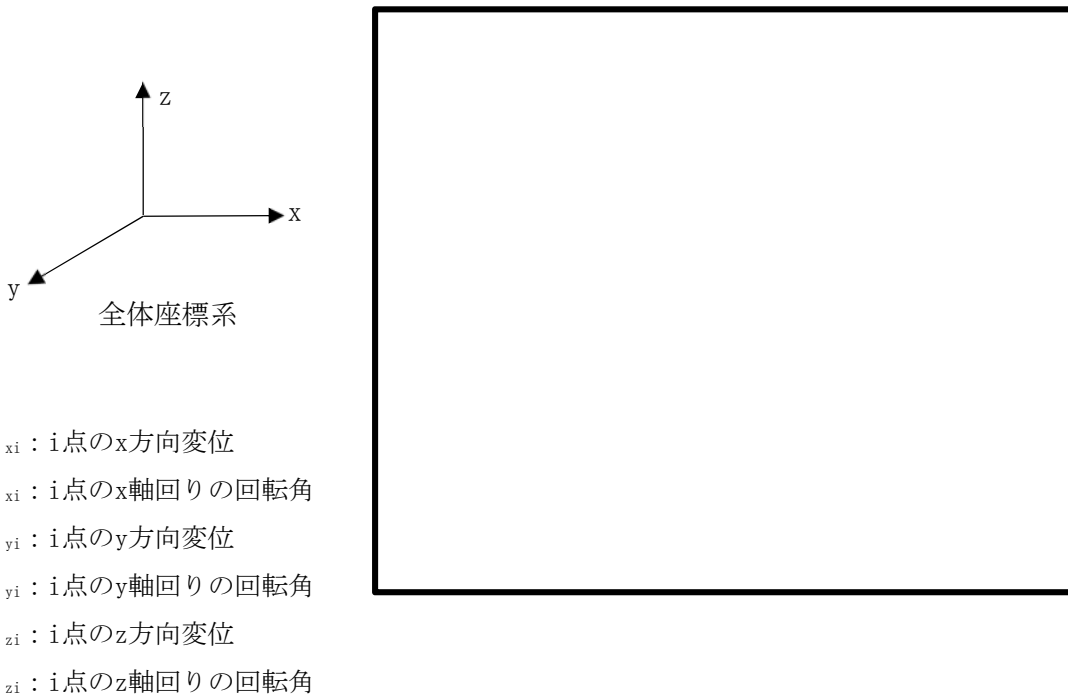 z
x
y
全体座標系
xi：i点のx方向変位
xi：i点のx軸回りの回転角
yi：i点のy方向変位
yi：i点のy軸回りの回転角
zi：i点のz方向変位
zi：i点のz軸回りの回転角